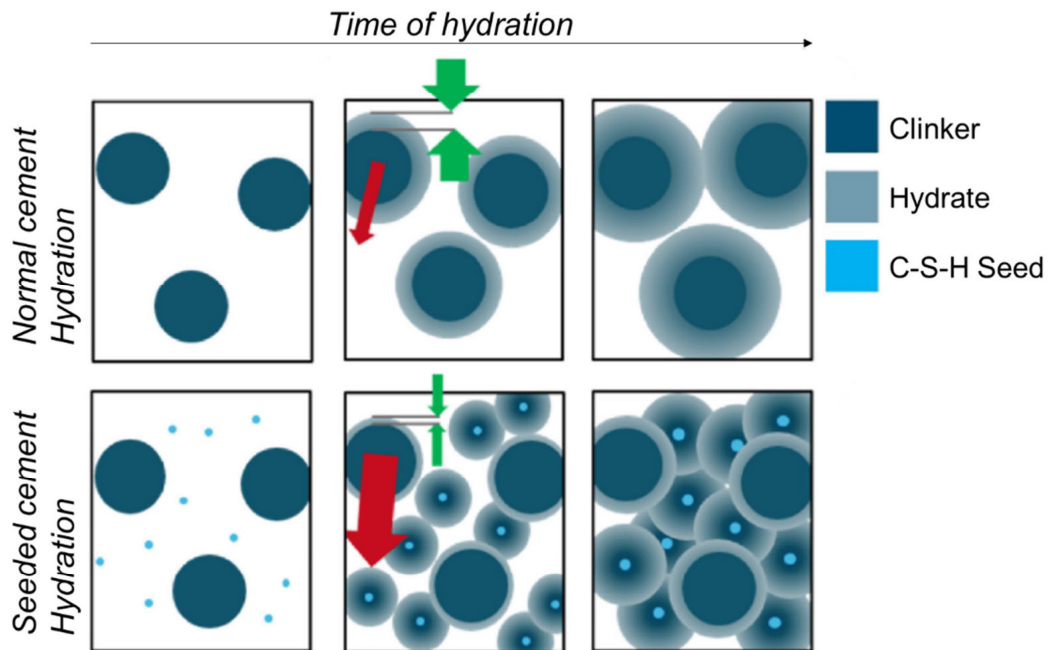 Time of hydration
Normal cement
Hydration
Clinker
Hydrate
C-S-H Seed
Seeded cement
Hydration